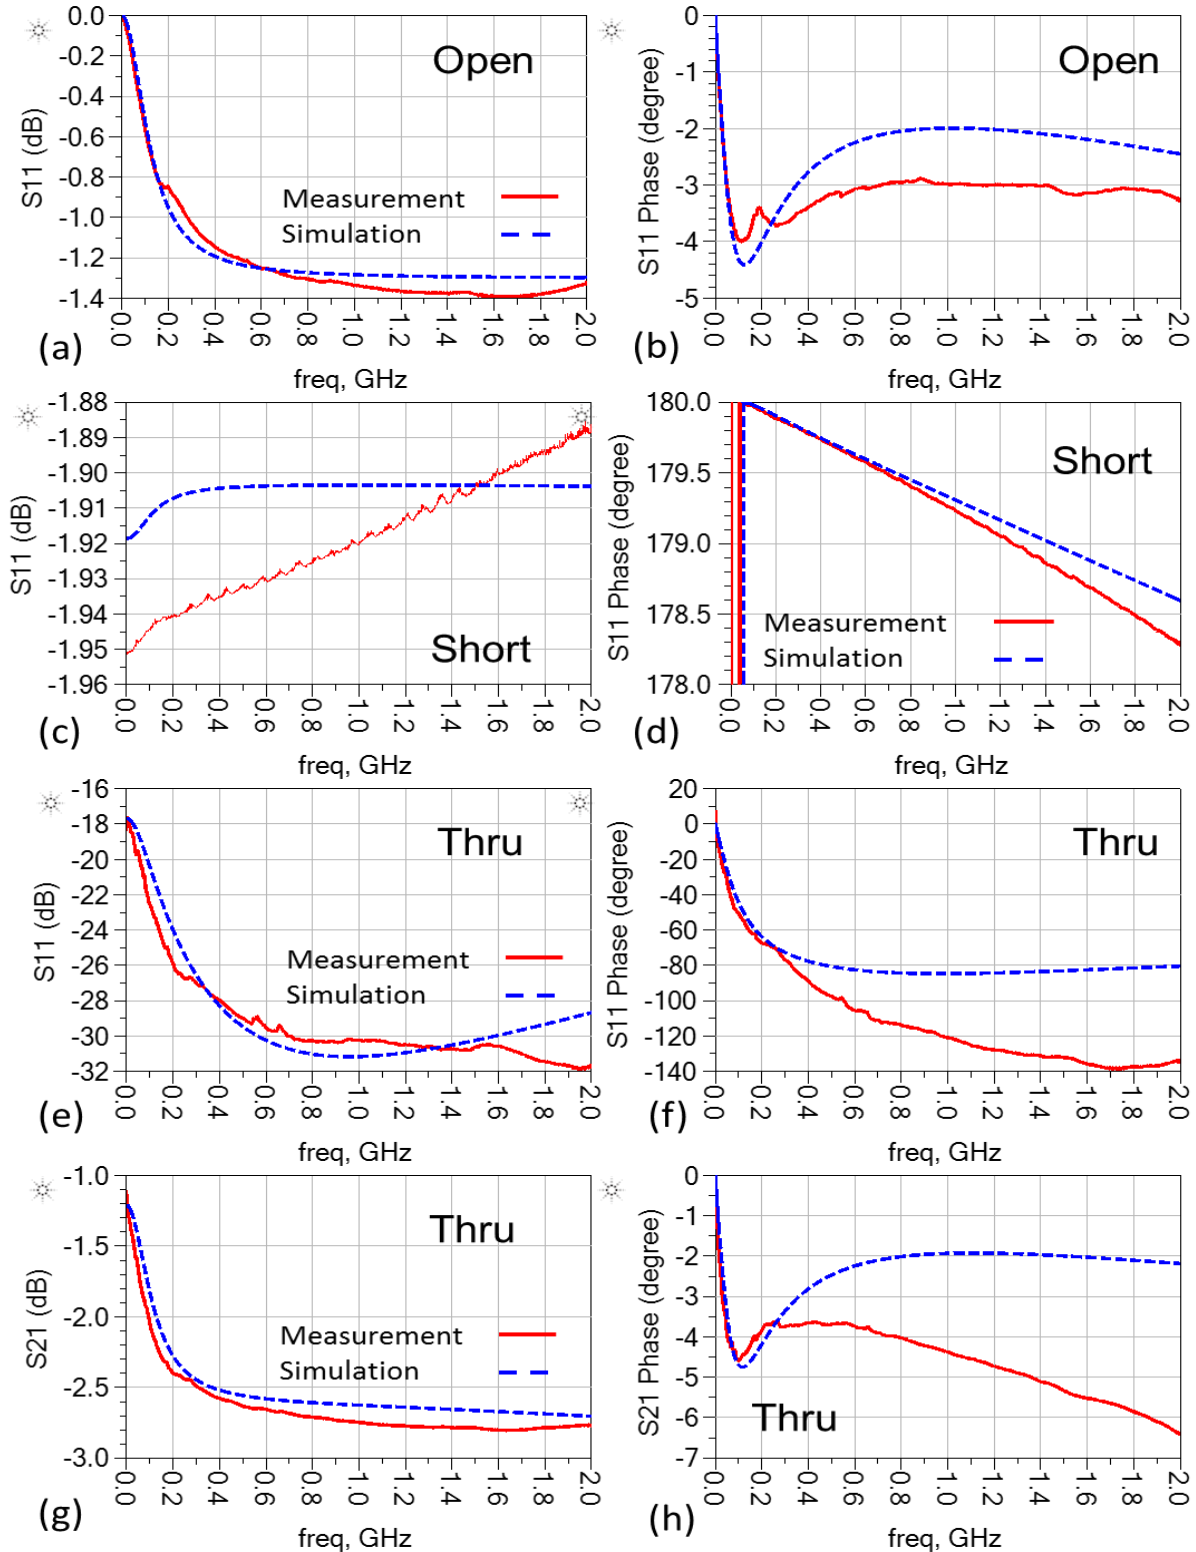 0.0
-0.2
-0.4
-0.6
-0.8
-1.0
-1.2
-1.4
S11 (dB)
Open
Measurement
Simulation
0.0 0.2 0.4 0.6 0.8 1.0 1.2 1.4 1.6 1.8 2.0
(a)
freq, GHz
0
-1
-2
-3
-4
-5
S11 Phase (degree)
Open
0.0 0.2 0.4 0.6 0.8 1.0 1.2 1.4 1.6 1.8 2.0
(b)
freq, GHz
-1.88
-1.89
-1.90
-1.91
-1.92
-1.93
-1.94
-1.95
-1.96
S11 (dB)
Short
0.0 0.2 0.4 0.6 0.8 1.0 1.2 1.4 1.6 1.8 2.0
(c)
freq, GHz
180.0
179.5
179.0
178.5
178.0
S11 Phase (degree)
Short
Measurement
Simulation
0.0 0.2 0.4 0.6 0.8 1.0 1.2 1.4 1.6 1.8 2.0
(d)
freq, GHz
-16
-18
-20
-22
-24
-26
-28
-30
-32
S11 (dB)
Thru
Measurement
Simulation
0.0 0.2 0.4 0.6 0.8 1.0 1.2 1.4 1.6 1.8 2.0
(e)
freq, GHz
20
0
-20
-40
-60
-80
-100
-120
-140
S11 Phase (degree)
Thru
0.0 0.2 0.4 0.6 0.8 1.0 1.2 1.4 1.6 1.8 2.0
(f)
freq, GHz
-1.0
-1.5
-2.0
-2.5
-3.0
S21 (dB)
Thru
Measurement
Simulation
0.0 0.2 0.4 0.6 0.8 1.0 1.2 1.4 1.6 1.8 2.0
(g)
freq, GHz
0
-1
-2
-3
-4
-5
-6
-7
S21 Phase (degree)
Thru
0.0 0.2 0.4 0.6 0.8 1.0 1.2 1.4 1.6 1.8 2.0
(h)
freq, GHz